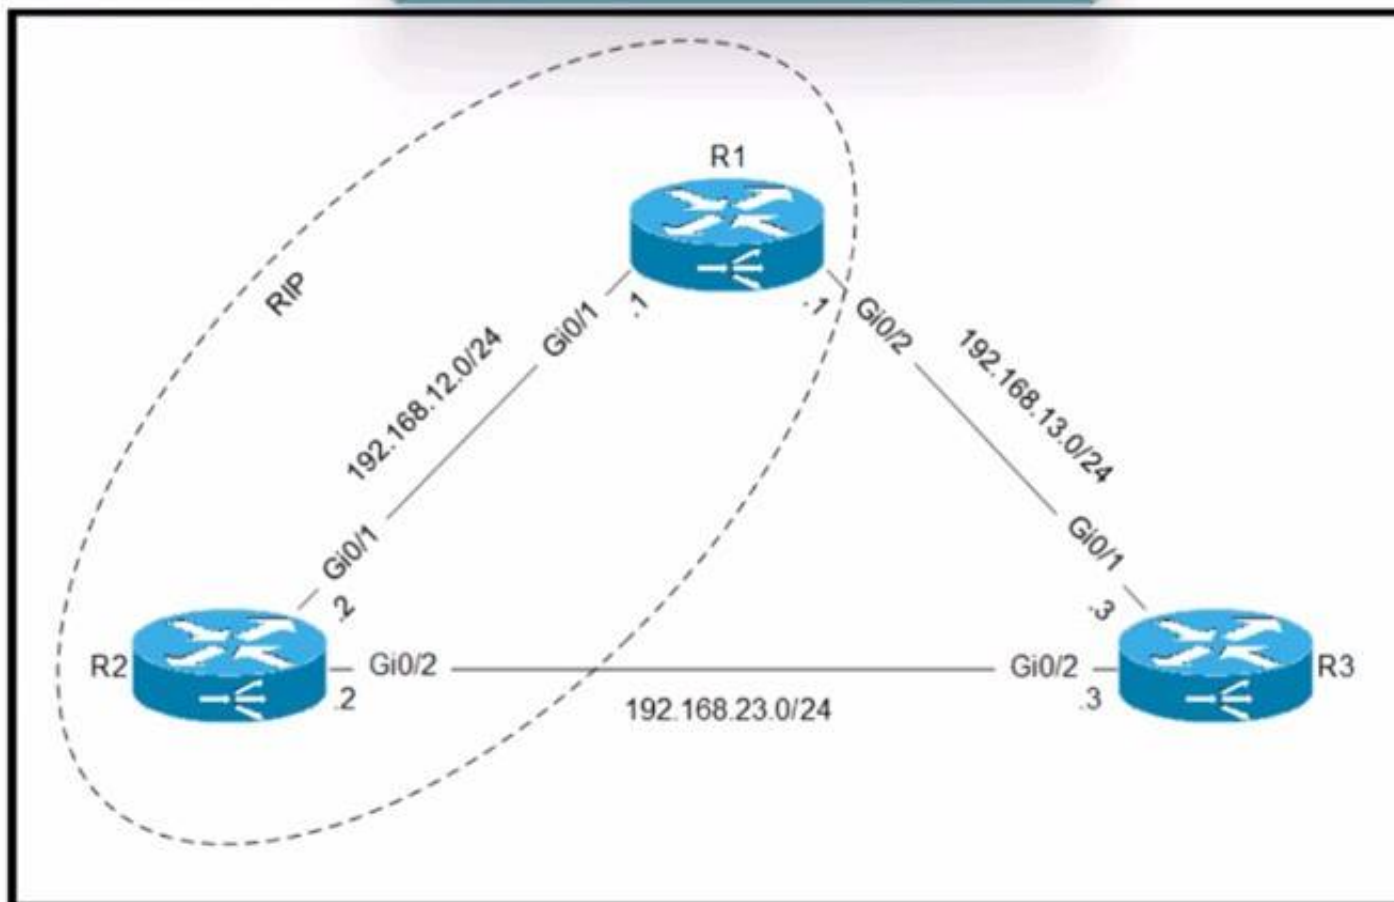 R1
RIP
.1
.1
Gi0/1
Gi0/2
192.168.12.0/24
192.168.13.0/24
Gi0/1
Gi0/1
.2
.3
R2
Gi0/2
Gi0/2
R3
.2
.3
192.168.23.0/24